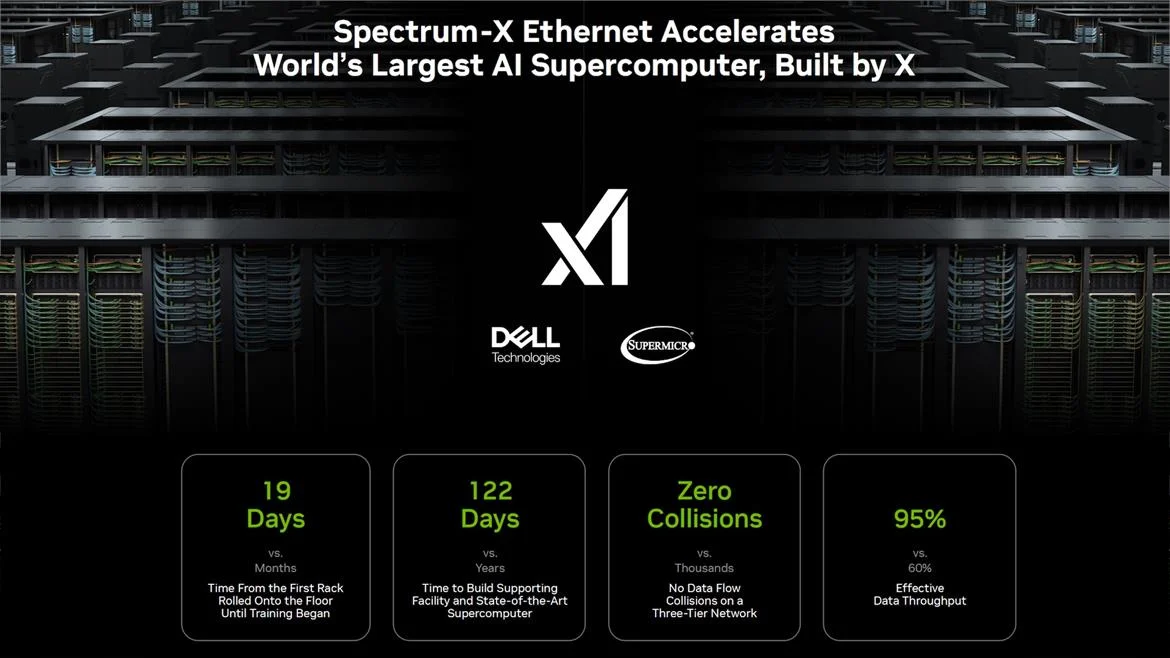 Spectrum-X Ethernet Accelerates
World's Largest AI Supercomputer, Built by X
xAI
DELL
Technologies
SUPERMICRO
19
Days
vs.
Months
Time From the First Rack
Rolled Onto the Floor
Until Training Began
122
Days
vs.
Years
Time to Build Supporting
Facility and State-of-the-Art
Supercomputer
Zero
Collisions
vs.
Thousands
No Data Flow
Collisions on a
Three-Tier Network
95%
vs.
60%
Effective
Data Throughput